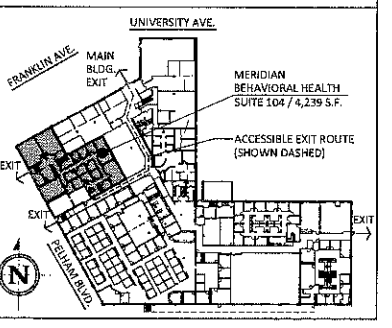 UNIVERSITY AVE.
FRANKLIN AVE.
MAIN
BLDG.
EXIT
MERIDIAN
BEHAVIORAL HEALTH
SUITE 104 / 4,239 S.F.
ACCESSIBLE EXIT ROUTE
(SHOWN DASHED)
EXIT
EXIT
EXIT
PELHAM BLVD.
N